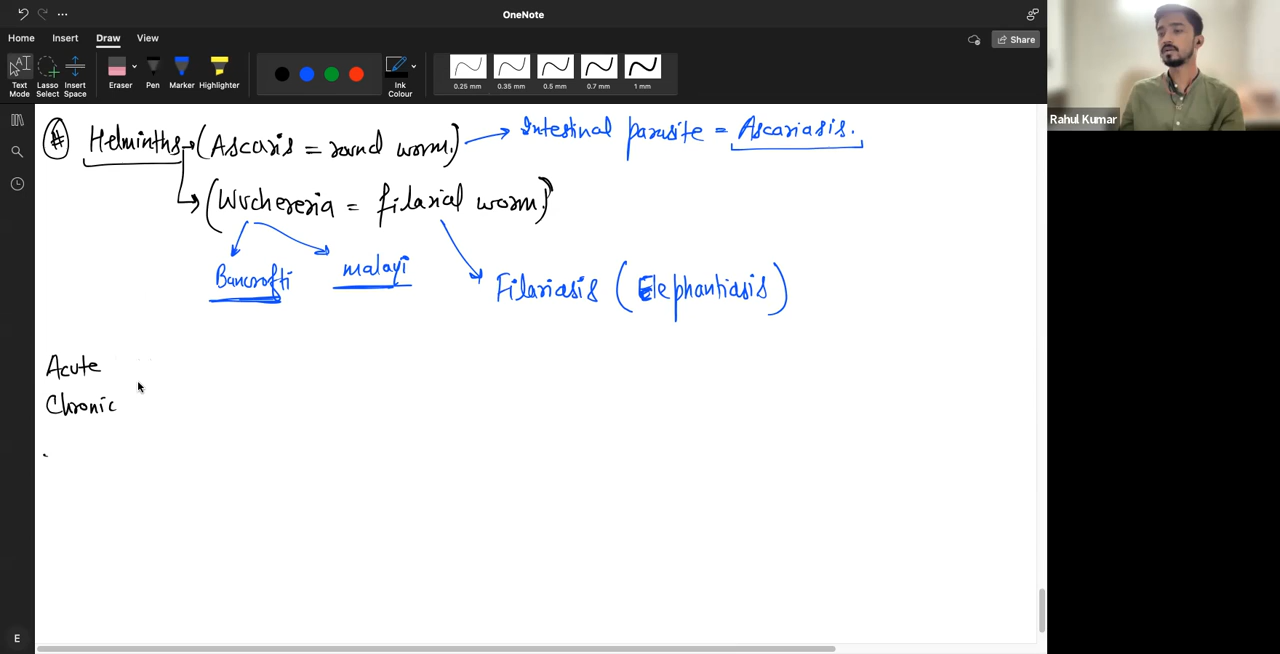 OneNote
Home Insert Draw View
Share
Text Mode
Lasso Select
Insert Space
Eraser
Pen
Marker
Highlighter
Ink Colour
0.25 mm
0.35 mm
0.5 mm
0.7 mm
1 mm
Rahul Kumar
# Helminths → (Ascaris = round worm.) → Intestinal parasite = Ascariasis.
→ (Wuchereria = filarial worm.)
Bancrofti malayi
Filariasis (Elephantiasis)
Acute
Chronic
E